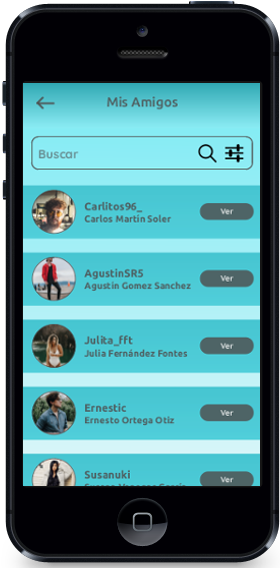 Mis Amigos
Buscar
Carlitos96_
Carlos Martín Soler
Ver
AgustinSR5
Agustín Gomez Sanchez
Ver
Julita_fft
Julia Fernández Fontes
Ver
Ernestic
Ernesto Ortega Otiz
Ver
Susanuki
Ver